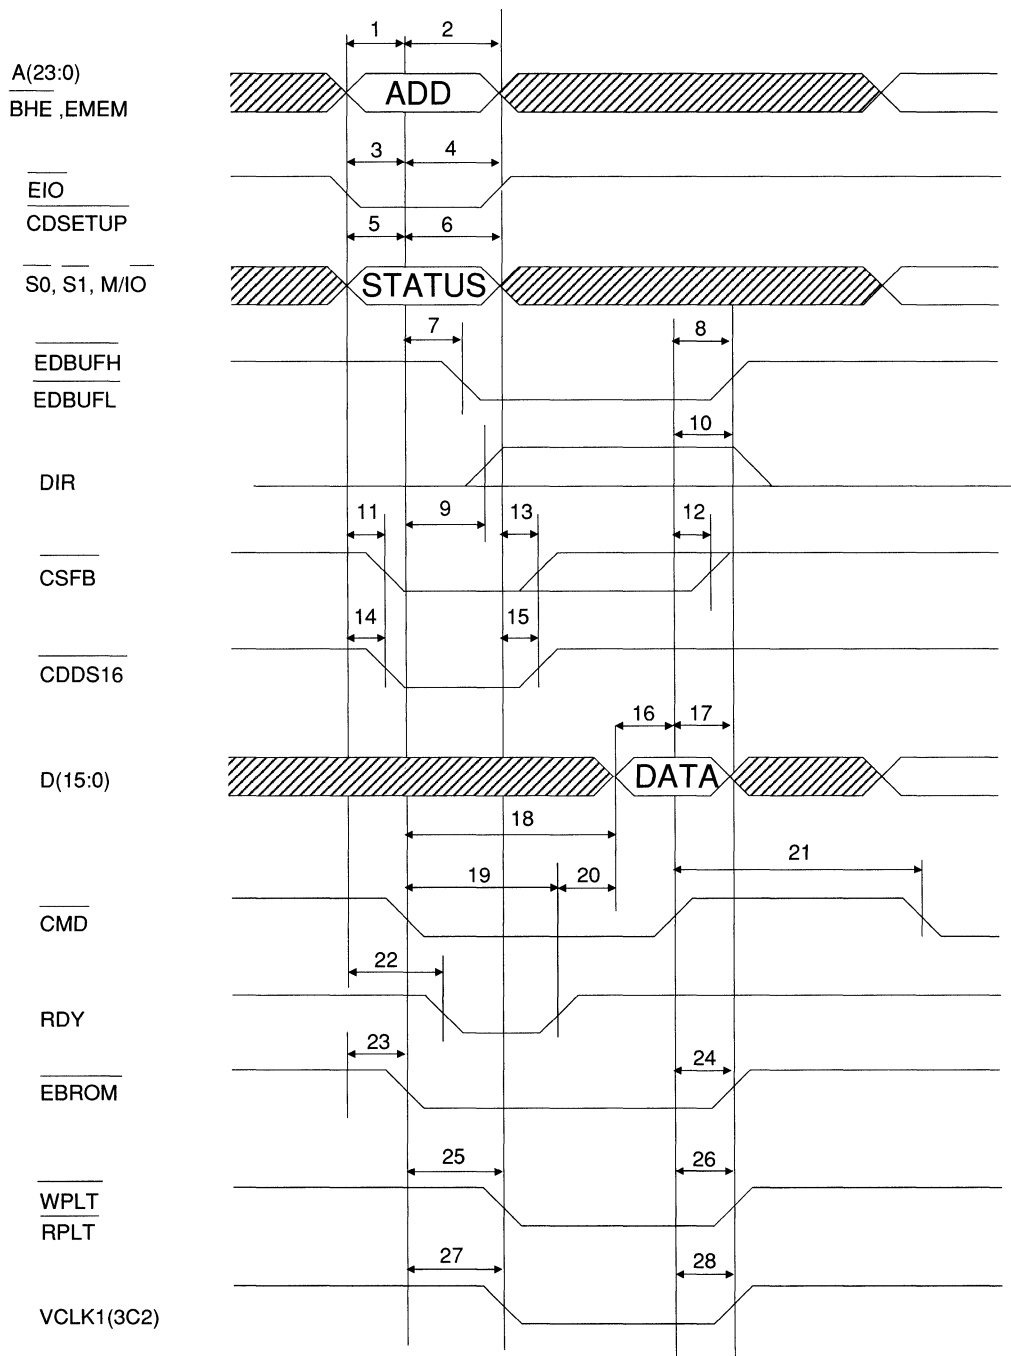 1 2
A(23:0)
BHE ,EMEM
ADD
3 4
EIO
CDSETUP
5 6
S0, S1, M/IO
STATUS
7 8
EDBUFH
EDBUFL
10
DIR
11 9 13 12
CSFB
14 15
CDDS16
16 17
D(15:0)
DATA
18
21
19 20
CMD
22
RDY
23 24
EBROM
25 26
WPLT
RPLT
27 28
VCLK1(3C2)